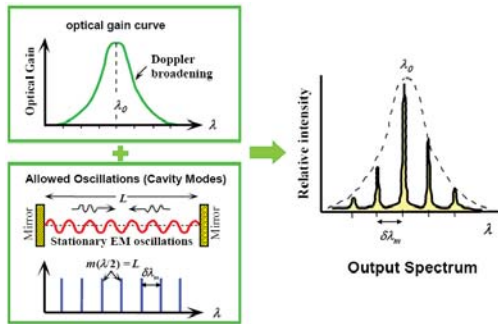 optical gain curve
Optical Gain
Doppler
broadening
λ₀
λ
+
Allowed Oscillations (Cavity Modes)
L
Mirror
Mirror
Stationary EM oscillations
m(λ/2) = L
δλₘ
λ
Relative intensity
λ₀
λ
δλₘ
Output Spectrum